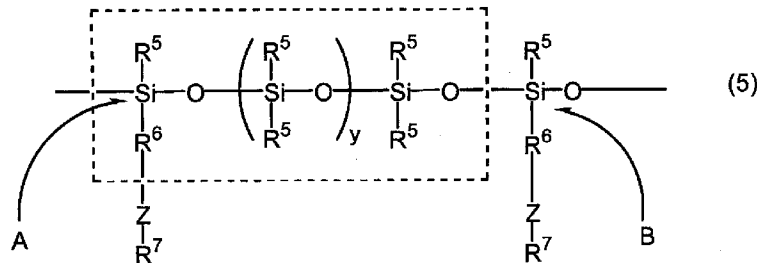 R⁵ R⁵ R⁵ R⁵
Si O ( Si O ) Si O Si O (5)
R⁶ R⁵ y R⁵ R⁶
Z Z
A R⁷ R⁷ B